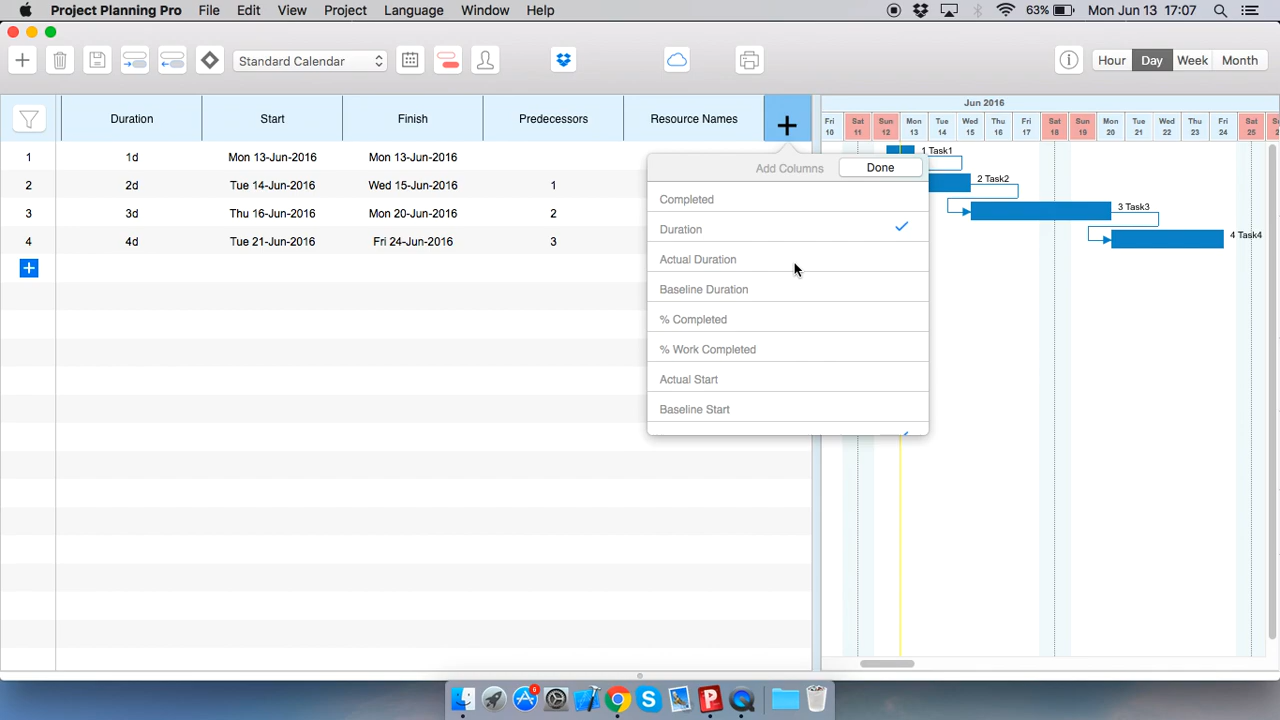 Project Planning Pro File Edit View Project Language Window Help 63% Mon Jun 13 17:07
Standard Calendar Hour Day Week Month
Duration Start Finish Predecessors Resource Names
Jun 2016
Fri Sat Sun Mon Tue Wed Thu Fri Sat Sun Mon Tue Wed Thu Fri Sat
10 11 12 13 14 15 16 17 18 19 20 21 22 23 24 25
1 1d Mon 13-Jun-2016 Mon 13-Jun-2016
2 2d Tue 14-Jun-2016 Wed 15-Jun-2016 1
3 3d Thu 16-Jun-2016 Mon 20-Jun-2016 2
4 4d Tue 21-Jun-2016 Fri 24-Jun-2016 3
Add Columns Done
Completed
Duration
Actual Duration
Baseline Duration
% Completed
% Work Completed
Actual Start
Baseline Start
1 Task1
2 Task2
3 Task3
4 Task4